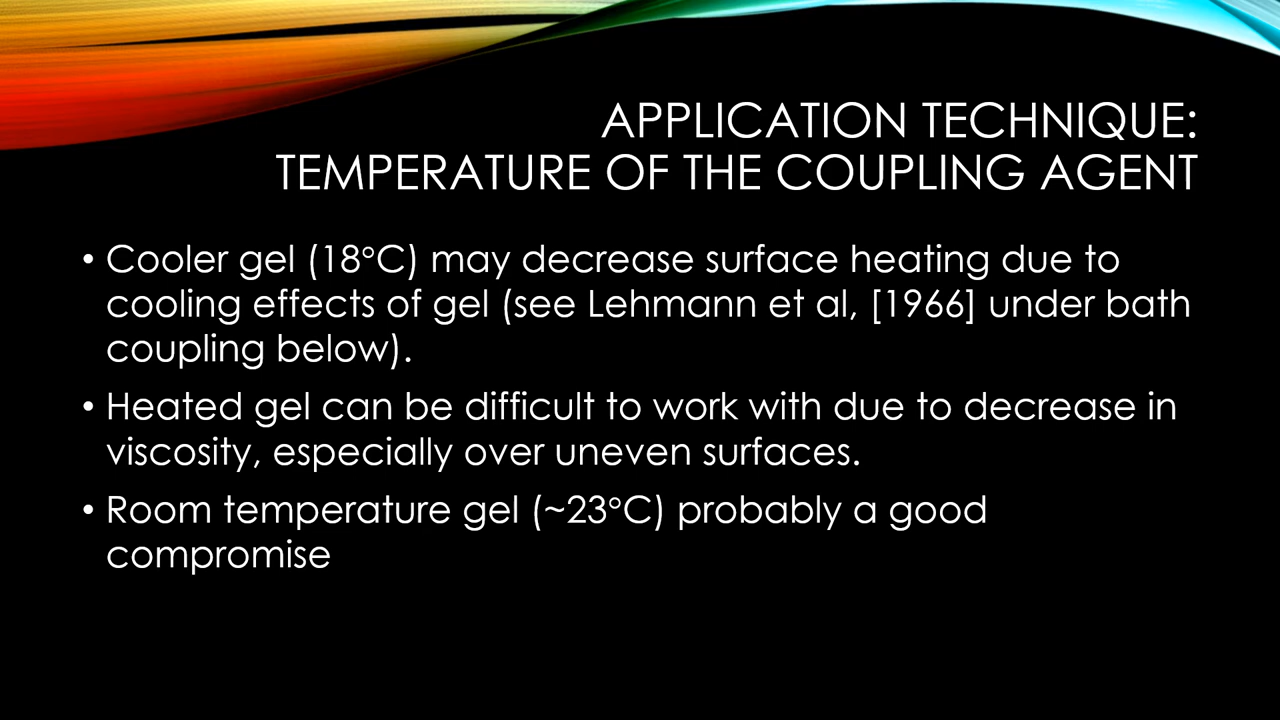 APPLICATION TECHNIQUE:
TEMPERATURE OF THE COUPLING AGENT
• Cooler gel (18°C) may decrease surface heating due to
cooling effects of gel (see Lehmann et al, [1966] under bath
coupling below).
• Heated gel can be difficult to work with due to decrease in
viscosity, especially over uneven surfaces.
• Room temperature gel (~23°C) probably a good
compromise